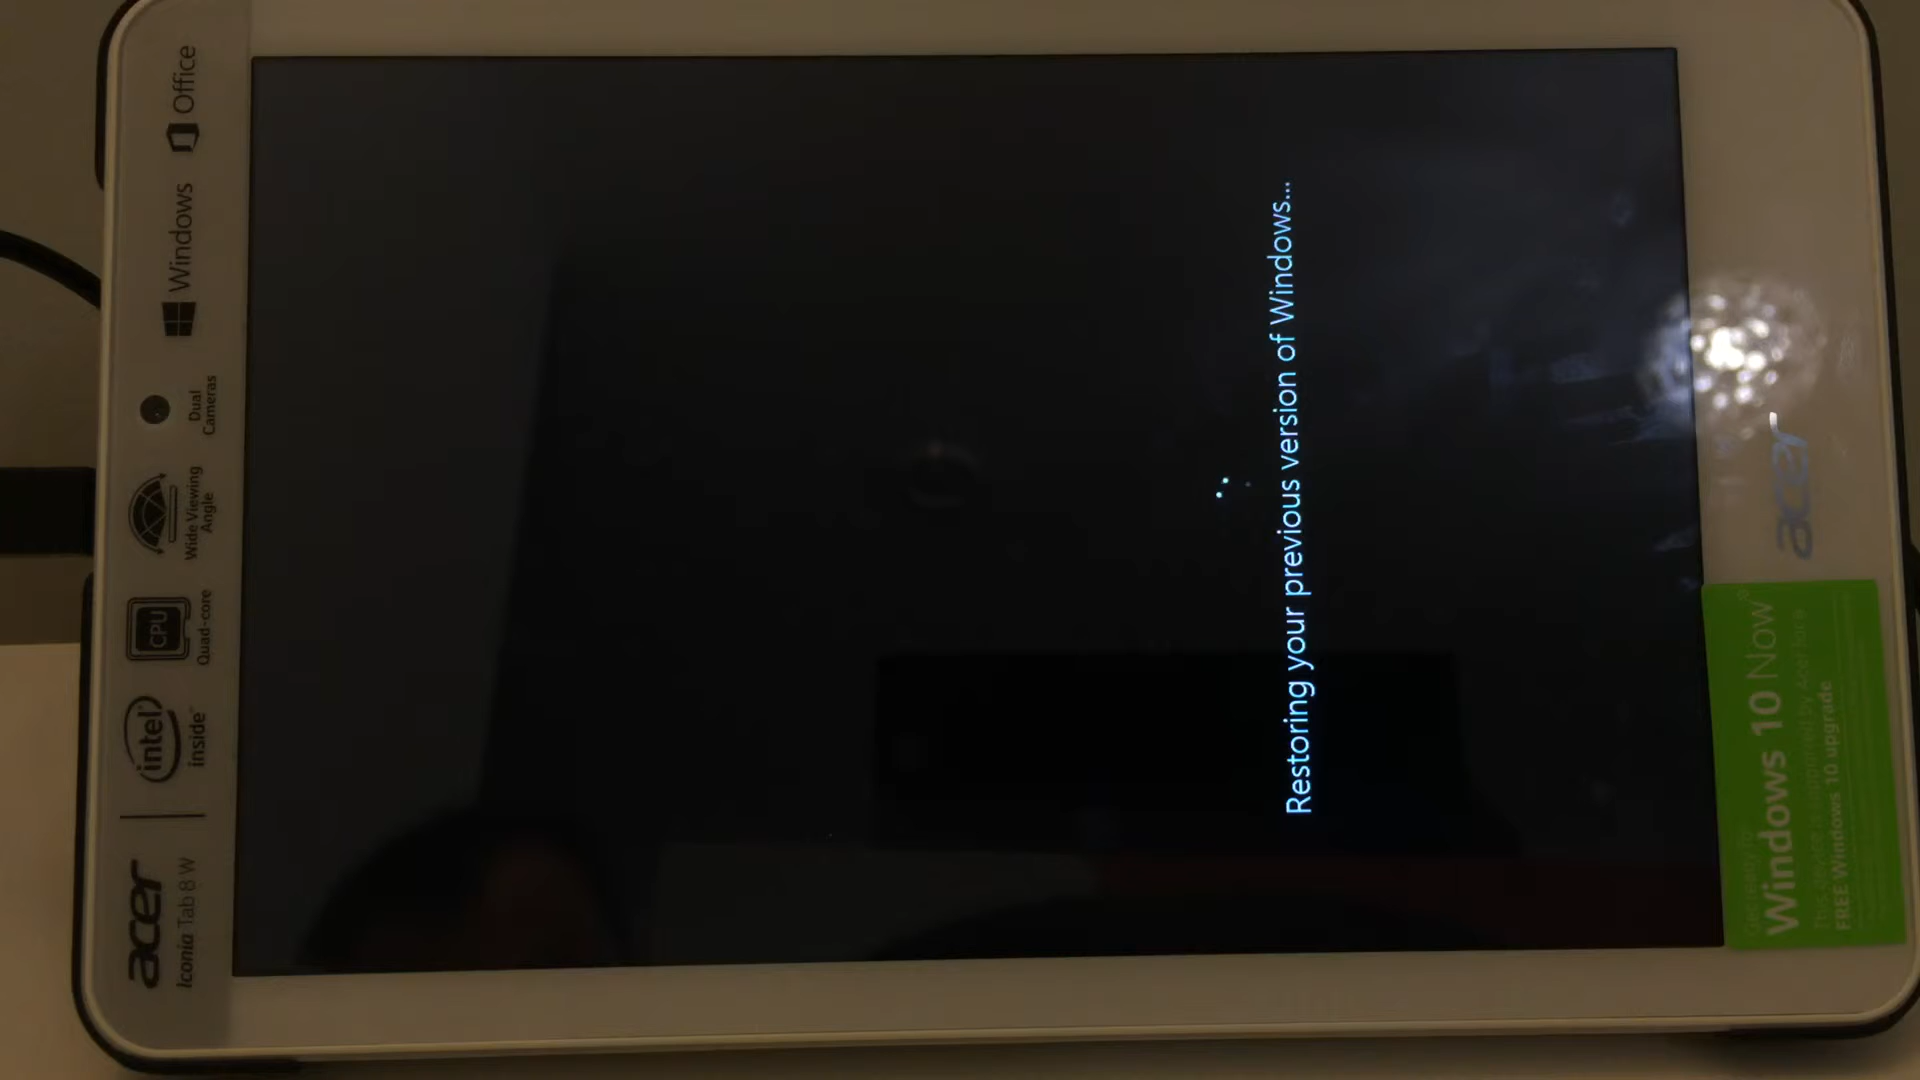 acer
Iconia Tab 8 W
intel
inside™
CPU
Quad-core
Wide Viewing
Angle
Dual
Cameras
Windows
Office
Restoring your previous version of Windows...
acer
Windows 10 Now
FREE Windows 10 upgrade